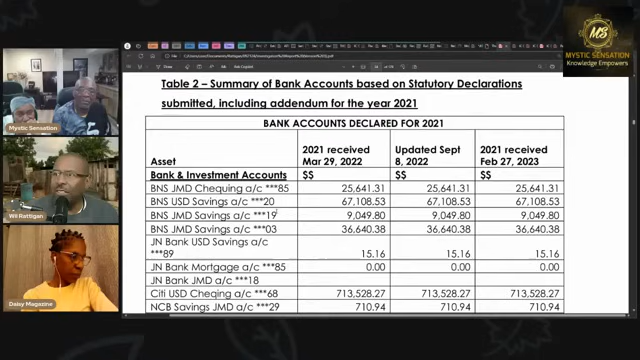 MS
MYSTIC SENSATION
Knowledge Empowers
Mystic Sensation
Wil Rattigan
Daisy Magazine
Table 2 – Summary of Bank Accounts based on Statutory Declarations
submitted, including addendum for the year 2021
BANK ACCOUNTS DECLARED FOR 2021
Asset 2021 received Mar 29, 2022 Updated Sept 8, 2022 2021 received Feb 27, 2023
Bank & Investment Accounts $$ $$ $$
BNS JMD Chequing a/c ***85 25,641.31 25,641.31 25,641.31
BNS USD Savings a/c ***20 67,108.53 67,108.53 67,108.53
BNS JMD Savings a/c ***19 9,049.80 9,049.80 9,049.80
BNS JMD Savings a/c ***03 36,640.38 36,640.38 36,640.38
JN Bank USD Savings a/c
***89 15.16 15.16 15.16
JN Bank Mortgage a/c ***85 0.00 0.00 0.00
JN Bank JMD a/c ***18
Citi USD Cheqing a/c ***68 713,528.27 713,528.27 713,528.27
NCB Savings JMD a/c ***29 710.94 710.94 710.94